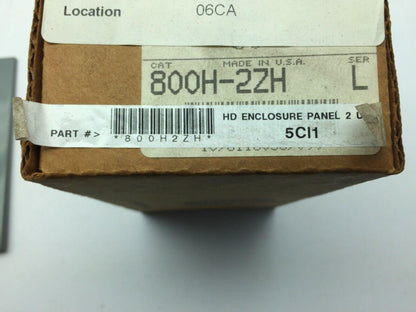 Location 06CA
CAT MADE IN U.S.A. SER
800H-2ZH L
HD ENCLOSURE PANEL 2 U
PART #> 5CI1
*800H2ZH*